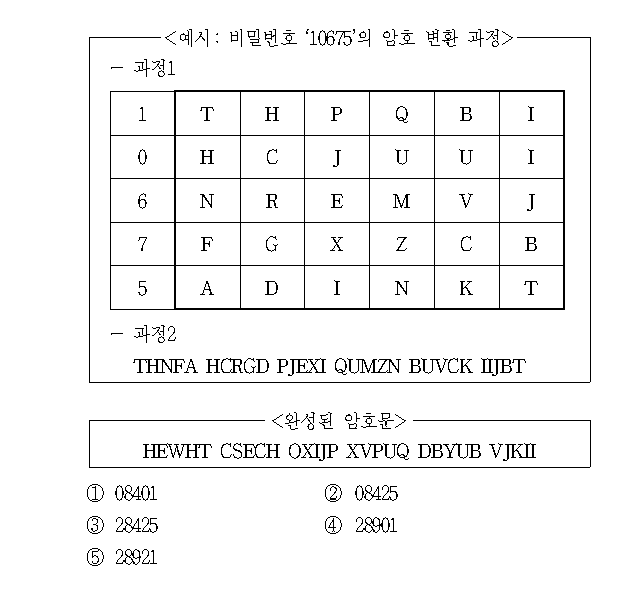 <예시: 비밀번호 ‘10675’의 암호 변환 과정>
- 과정1
1 T H P Q B I
0 H C J U U I
6 N R E M V J
7 F G X Z C B
5 A D I N K T
- 과정2
THNFA HCRGD PJEXI QUMZN BUVCK IIJBT
<완성된 암호문>
HEWHT CSECH OXIJP XVPUQ DBYUB VJKII
① 08401 ② 08425
③ 28425 ④ 28901
⑤ 28921